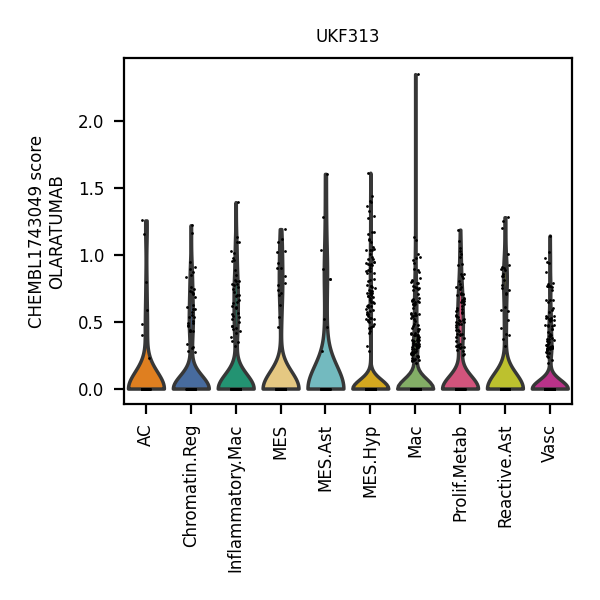 UKF313
CHEMBL1743049 score
OLARATUMAB
2.0
1.5
1.0
0.5
0.0
AC
Chromatin.Reg
Inflammatory.Mac
MES
MES.Ast
MES.Hyp
Mac
Prolif.Metab
Reactive.Ast
Vasc